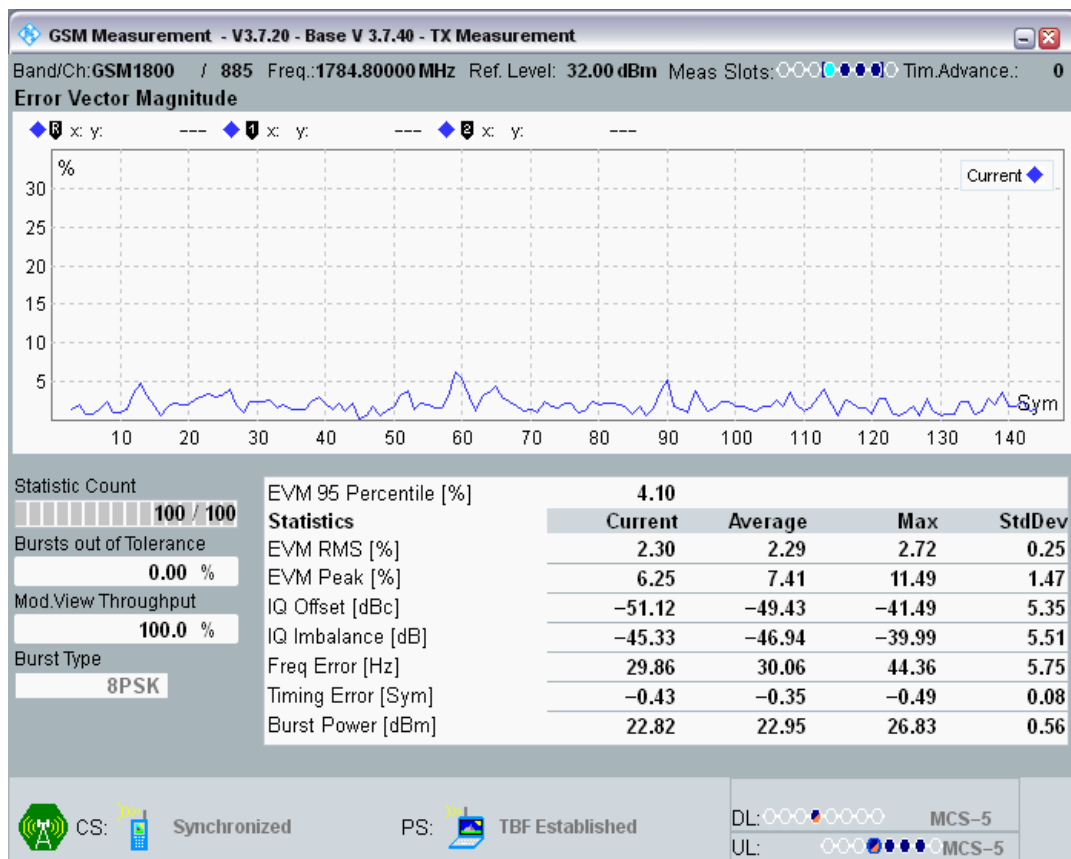 GSM Measurement - V3.7.20 - Base V 3.7.40 - TX Measurement
Band/Ch:GSM1800 / 885 Freq.:1784.80000 MHz Ref. Level: 32.00 dBm Meas Slots: Tim.Advance.: 0
Error Vector Magnitude
R x: y: --- 1 x: y: --- 2 x: y: ---
%
Current
30
25
20
15
10
5
Sym
10 20 30 40 50 60 70 80 90 100 110 120 130 140
Statistic Count
100 / 100
Bursts out of Tolerance
0.00 %
Mod.View Throughput
100.0 %
Burst Type
8PSK
EVM 95 Percentile [%] 4.10
Statistics Current Average Max StdDev
EVM RMS [%] 2.30 2.29 2.72 0.25
EVM Peak [%] 6.25 7.41 11.49 1.47
IQ Offset [dBc] −51.12 −49.43 −41.49 5.35
IQ Imbalance [dB] −45.33 −46.94 −39.99 5.51
Freq Error [Hz] 29.86 30.06 44.36 5.75
Timing Error [Sym] −0.43 −0.35 −0.49 0.08
Burst Power [dBm] 22.82 22.95 26.83 0.56
CS: Synchronized PS: TBF Established
DL: MCS−5
UL: MCS−5